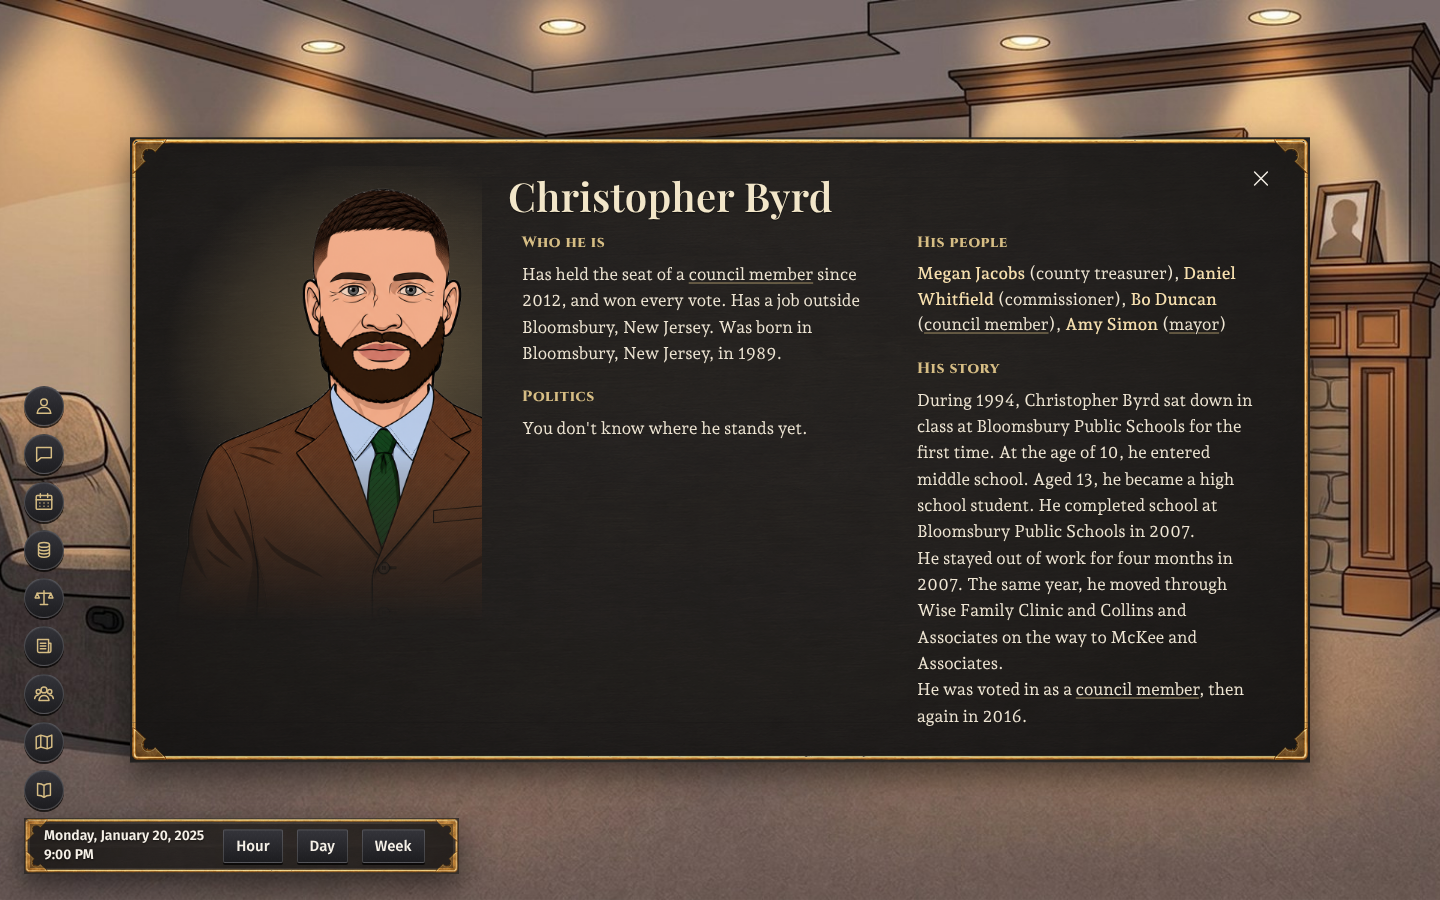 Christopher Byrd
Who he is
Has held the seat of a council member since
2012, and won every vote. Has a job outside
Bloomsbury, New Jersey. Was born in
Bloomsbury, New Jersey, in 1989.
Politics
You don't know where he stands yet.
His people
Megan Jacobs (county treasurer), Daniel
Whitfield (commissioner), Bo Duncan
(council member), Amy Simon (mayor)
His story
During 1994, Christopher Byrd sat down in
class at Bloomsbury Public Schools for the
first time. At the age of 10, he entered
middle school. Aged 13, he became a high
school student. He completed school at
Bloomsbury Public Schools in 2007.
He stayed out of work for four months in
2007. The same year, he moved through
Wise Family Clinic and Collins and
Associates on the way to McKee and
Associates.
He was voted in as a council member, then
again in 2016.
Monday, January 20, 2025
9:00 PM
Hour
Day
Week